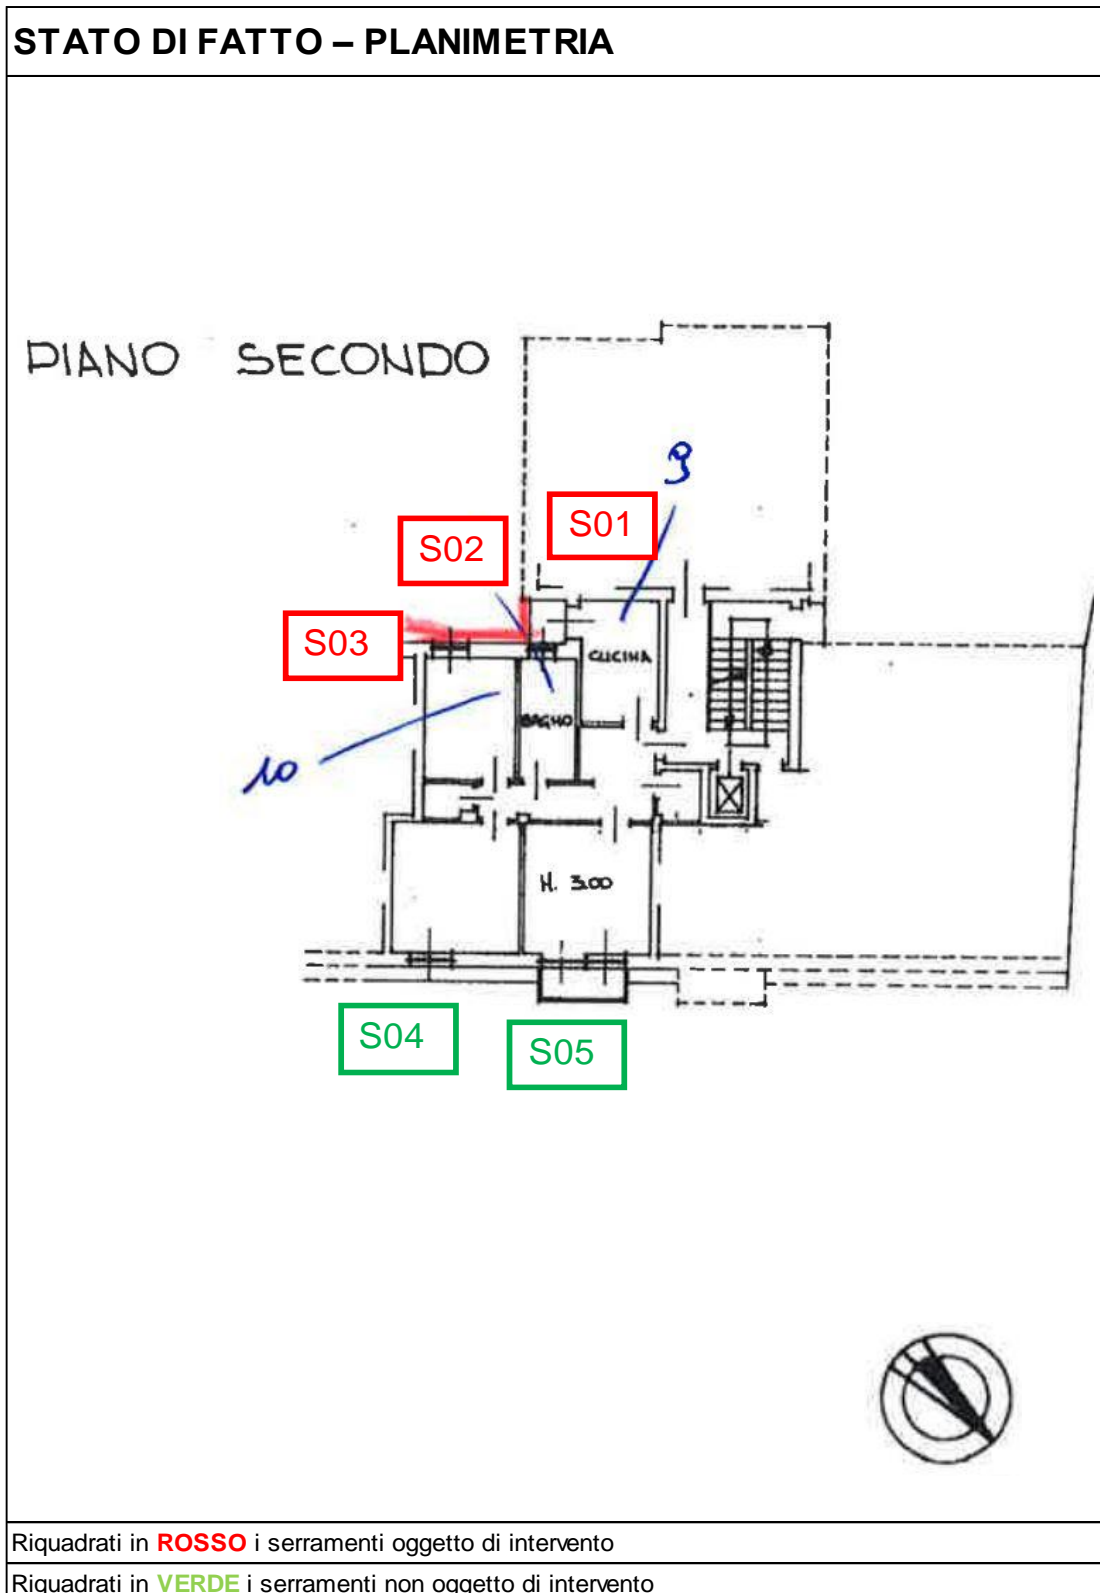 STATO DI FATTO – PLANIMETRIA
PIANO SECONDO
9
S01
S02
S03
CUCINA
BAGNO
10
H. 3.00
S04
S05
Riquadrati in ROSSO i serramenti oggetto di intervento
Riquadrati in VERDE i serramenti non oggetto di intervento